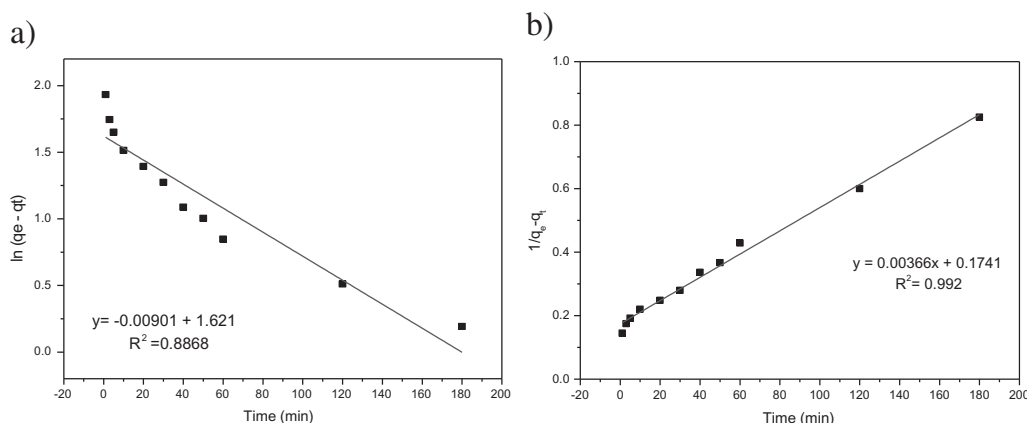 a)
2.0
1.5
1.0
0.5
0.0
ln (qe - qt)
y= -0.00901 + 1.621
R² =0.8868
-20 0 20 40 60 80 100 120 140 160 180 200
Time (min)
b)
1.0
0.8
0.6
0.4
0.2
0.0
1/qₑ-qₜ
y = 0.00366x + 0.1741
R²= 0.992
-20 0 20 40 60 80 100 120 140 160 180 200
Time (min)